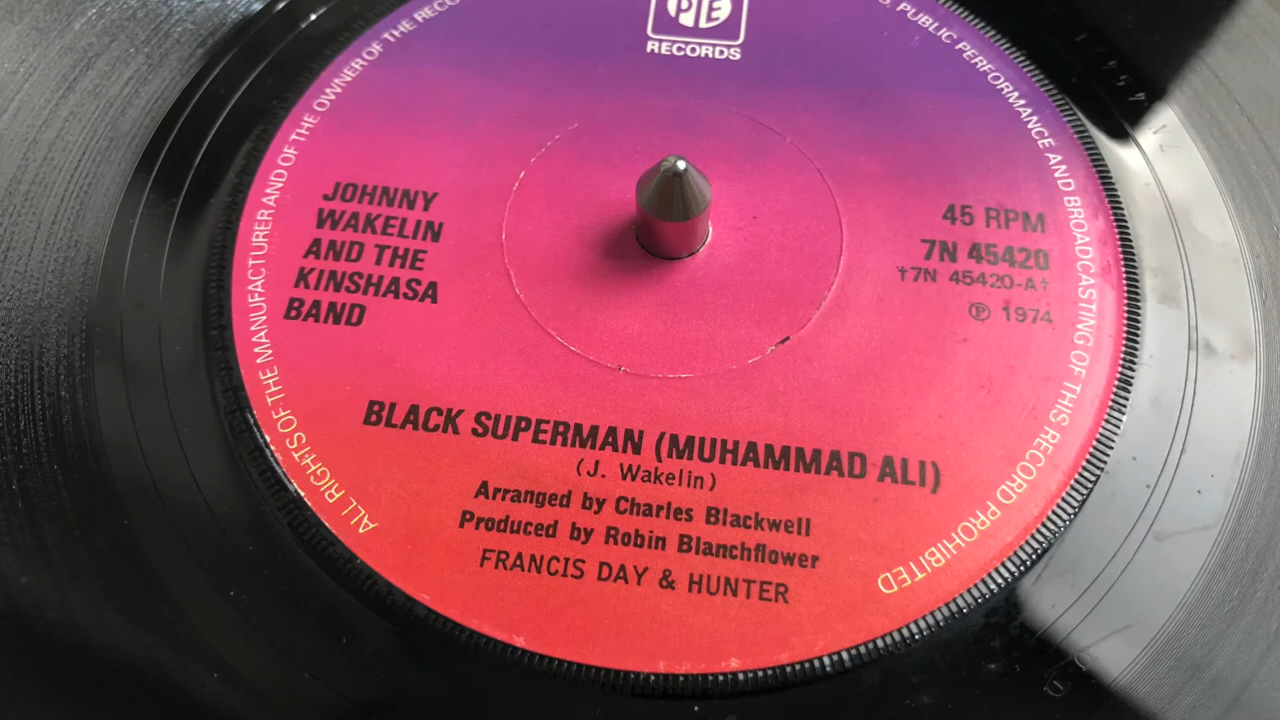 PYE
RECORDS
ALL RIGHTS OF THE MANUFACTURER AND OF THE OWNER OF THE
PUBLIC PERFORMANCE AND BROADCASTING OF THIS RECORD PROHIBITED
JOHNNY
WAKELIN
AND THE
KINSHASA
BAND
45 RPM
7N 45420
†7N 45420-A†
℗ 1974
BLACK SUPERMAN (MUHAMMAD ALI)
(J. Wakelin)
Arranged by Charles Blackwell
Produced by Robin Blanchflower
FRANCIS DAY & HUNTER